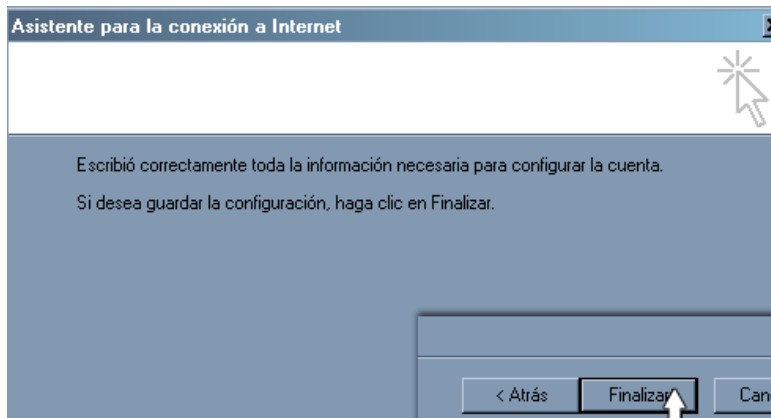 Asistente para la conexión a Internet
Escribió correctamente toda la información necesaria para configurar la cuenta.
Si desea guardar la configuración, haga clic en Finalizar.
< Atrás Finalizar